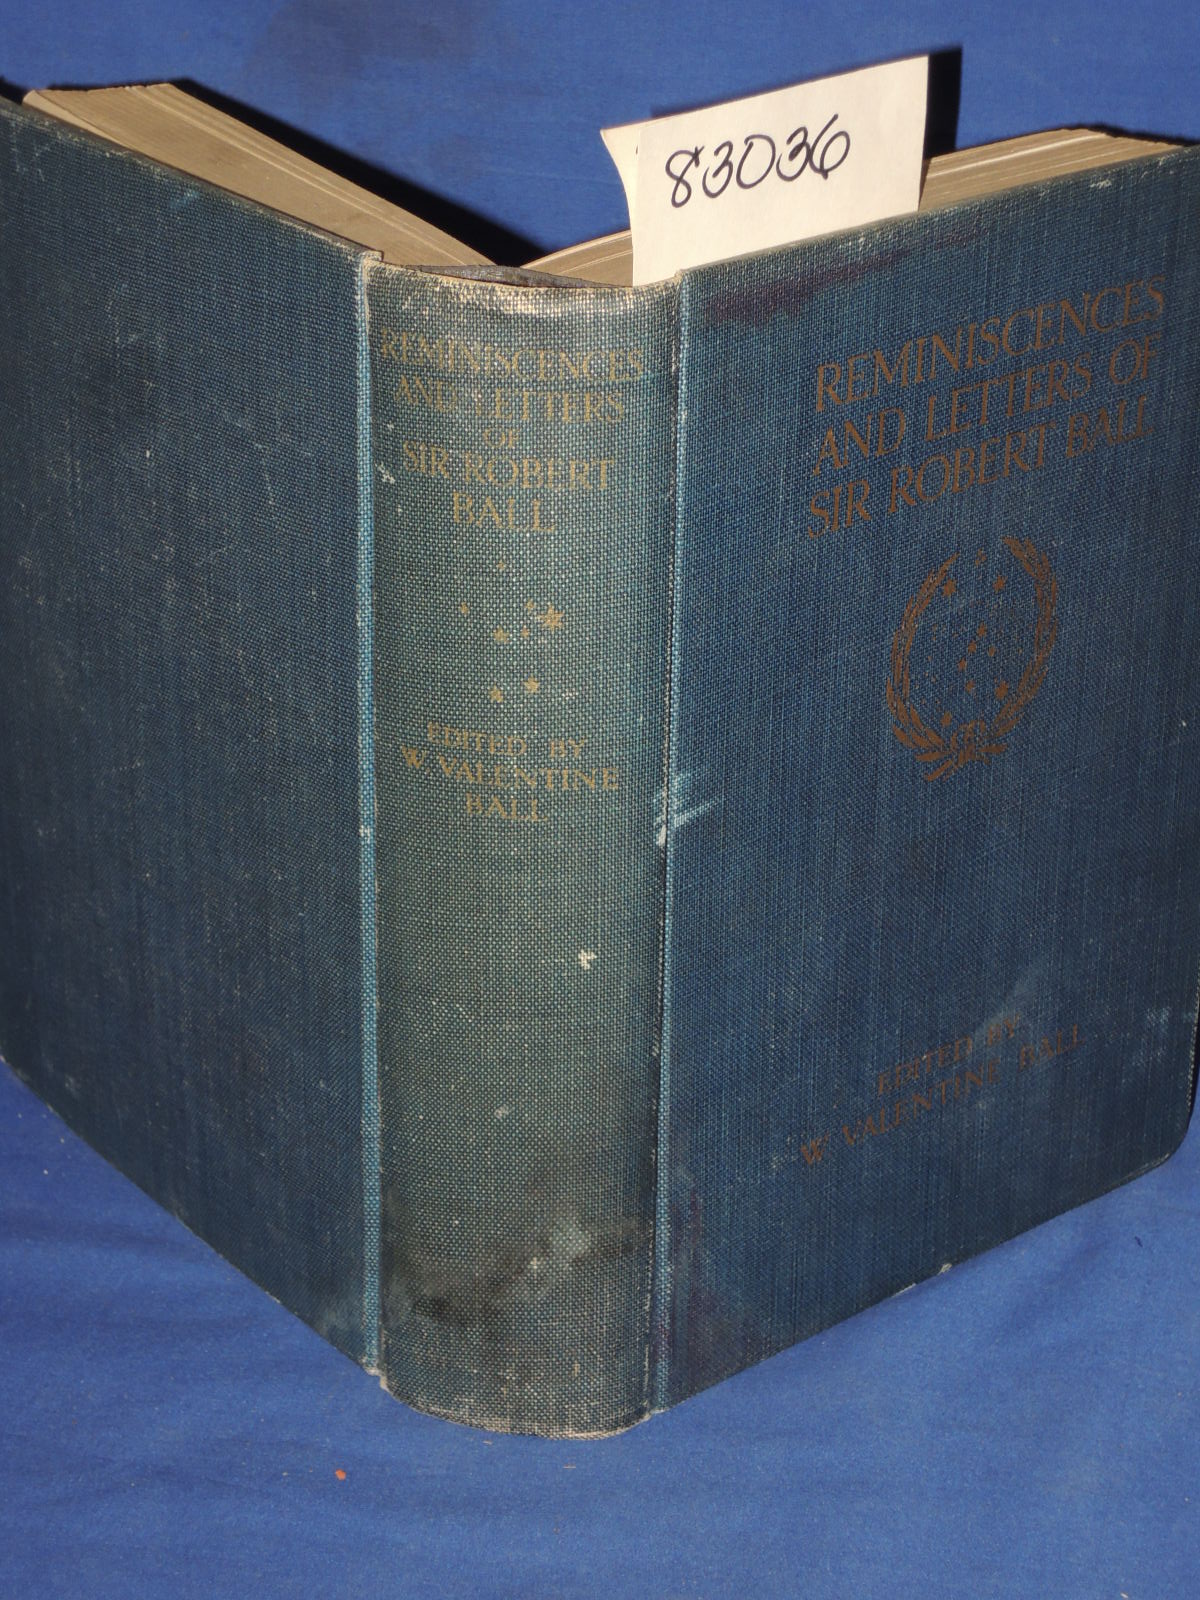 83036
REMINISCENCES
AND LETTERS
OF
SIR ROBERT
BALL
EDITED BY
W. VALENTINE
BALL
REMINISCENCES
AND LETTERS OF
SIR ROBERT BALL
EDITED BY
W VALENTINE BALL